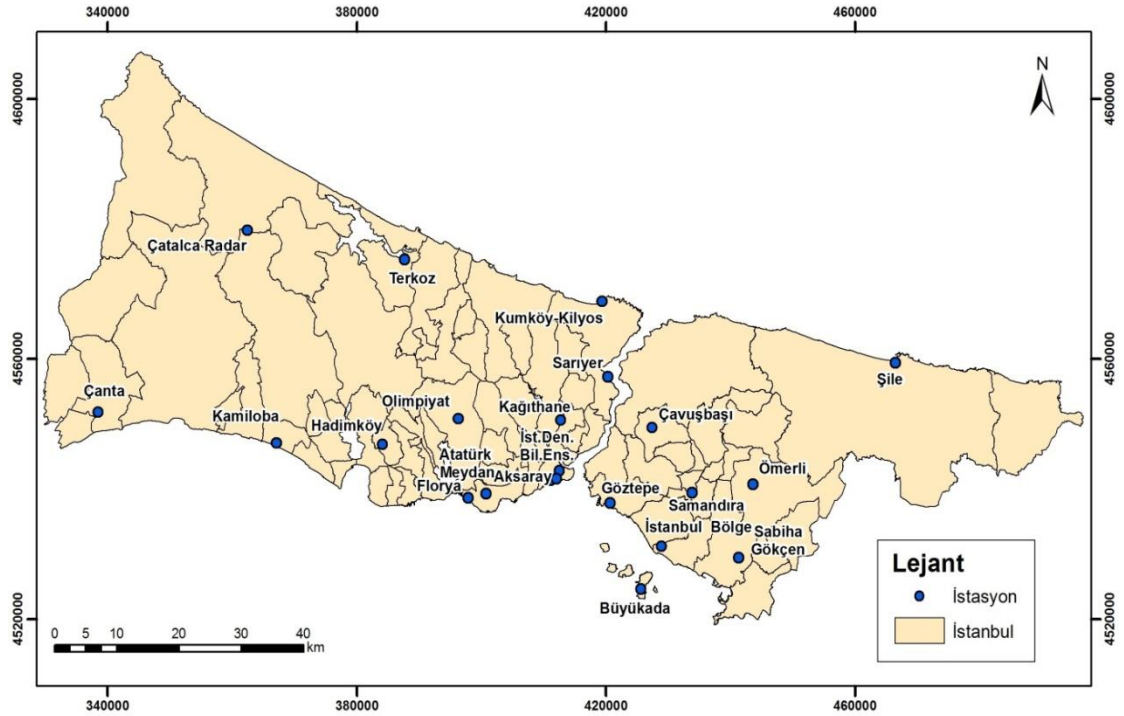 340000 380000 420000 460000
4600000
4600000
N
Çatalca Radar
Terkoz
Kumköy-Kilyos
4560000
4560000
Sarıyer
Şile
Çanta
Olimpiyat
Kağıthane
Kamiloba
Hadimköy
Çavuşbaşı
İst.Den.
Bil.Ens.
Atatürk
Meydan
Aksaray
Florya
Ömerli
Göztepe
Samandıra
İstanbul Bölge
Sabiha
Gökçen
Büyükada
Lejant
İstasyon
İstanbul
4520000
4520000
0 5 10 20 30 40
km
340000 380000 420000 460000